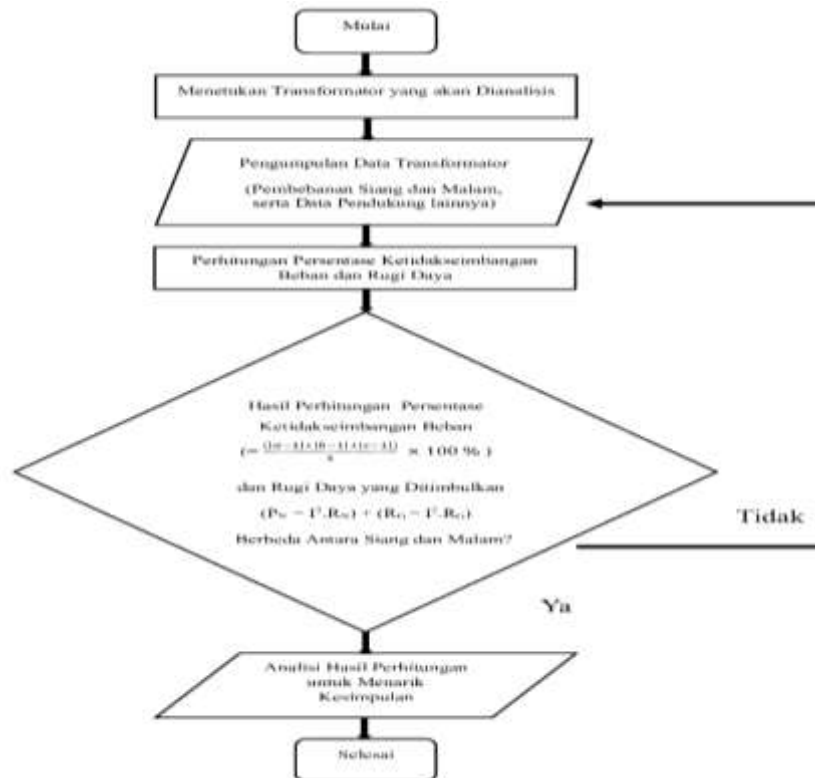 Mulai
Menetukan Transformator yang akan Dianalisis
Pengumpulan Data Transformator
(Pembebanan Siang dan Malam,
serta Data Pendukung lainnya)
Perhitungan Persentase Ketidakseimbangan
Beban dan Rugi Daya
Hasil Perhitungan Persentase
Ketidakseimbangan Beban
× 100 % )
dan Rugi Daya yang Ditimbulkan
Berbeda Antara Siang dan Malam?
Tidak
Ya
Analisi Hasil Perhitungan
untuk Menarik
Kesimpulan
Selesai